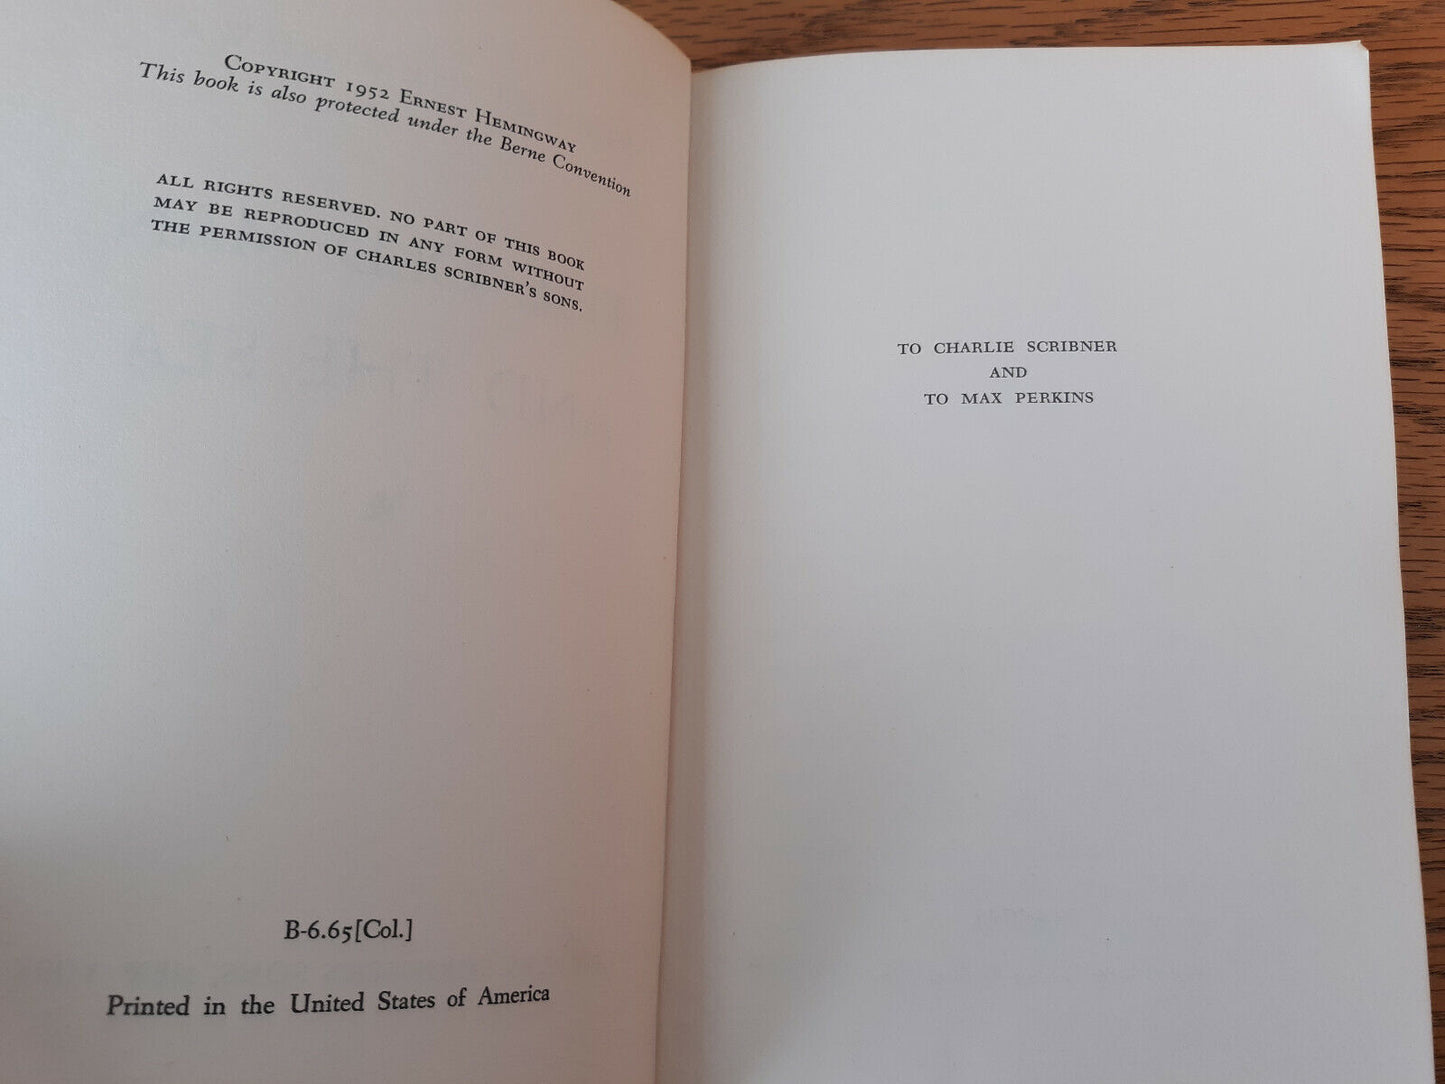 Copyright 1952 Ernest Hemingway
This book is also protected under the Berne Convention
ALL RIGHTS RESERVED. NO PART OF THIS BOOK
MAY BE REPRODUCED IN ANY FORM WITHOUT
THE PERMISSION OF CHARLES SCRIBNER'S SONS.
B-6.65[Col.]
Printed in the United States of America
TO CHARLIE SCRIBNER
AND
TO MAX PERKINS